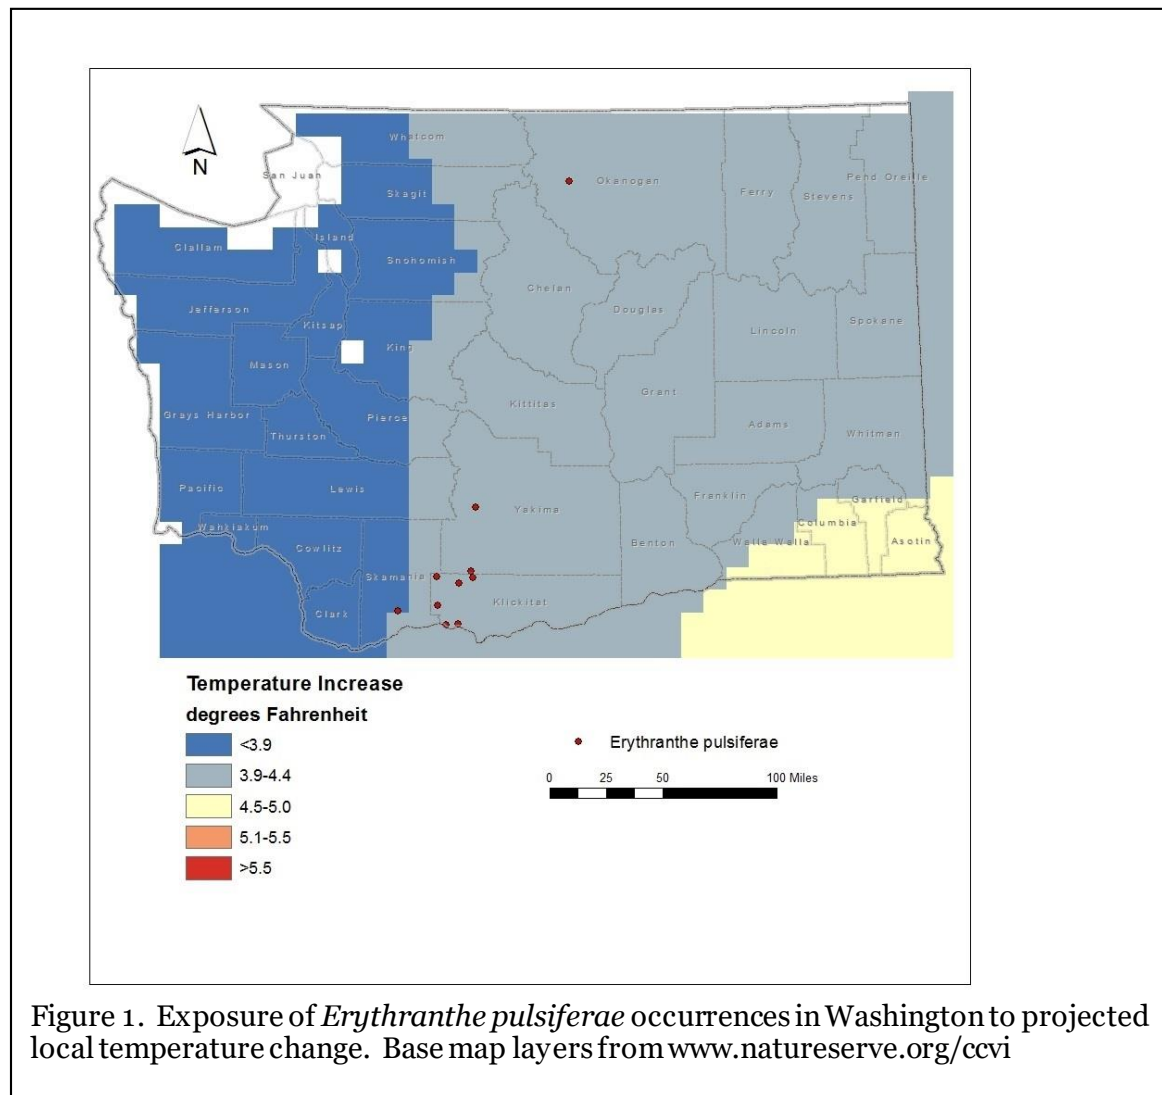 N
Whatcom
San Juan
Skagit
Okanogan
Ferry
Stevens
Pend Oreille
Island
Clallam
Snohomish
Chelan
Jefferson
Kitsap
Douglas
Lincoln
Spokane
King
Mason
Grant
Kittitas
Grays Harbor
Pierce
Thurston
Adams
Whitman
Pacific
Lewis
Yakima
Franklin
Garfield
Columbia
Wahkiakum
Cowlitz
Benton
Walla Walla
Asotin
Skamania
Clark
Klickitat
Temperature Increase
degrees Fahrenheit
<3.9
3.9-4.4
4.5-5.0
5.1-5.5
>5.5
Erythranthe pulsiferae
0 25 50 100 Miles
Figure 1. Exposure of Erythranthe pulsiferae occurrences in Washington to projected
local temperature change. Base map layers from www.natureserve.org/ccvi